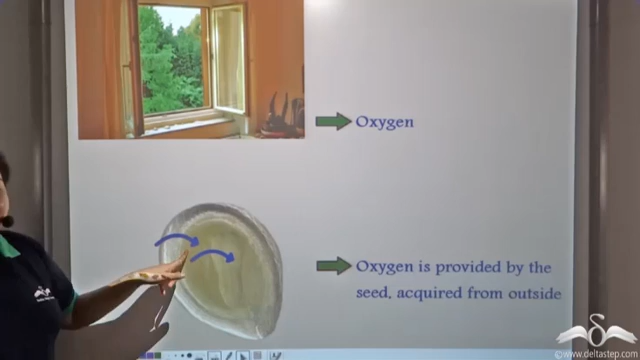 Oxygen
Oxygen is provided by the
seed, acquired from outside
©www.deltastep.com